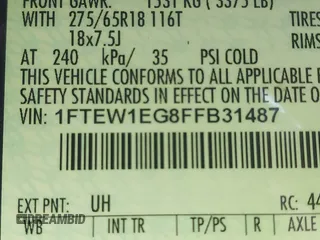 FRONT GAWR: 1531 KG (3375 LB)
WITH 275/65R18 116T TIRES
18x7.5J RIMS
AT 240 kPa/ 35 PSI COLD
THIS VEHICLE CONFORMS TO ALL APPLICABLE
SAFETY STANDARDS IN EFFECT ON THE DATE O
VIN: 1FTEW1EG8FFB31487
EXT PNT: UH RC: 44
WB INT TR TP/PS R AXLE
DREAMBID